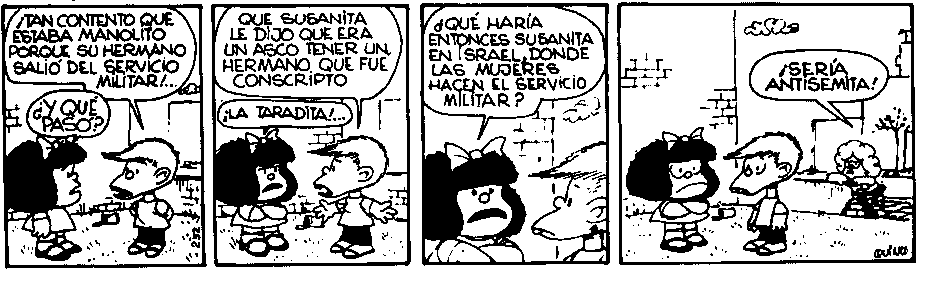 ¡TAN CONTENTO QUE
ESTABA MANOLITO
PORQUE SU HERMANO
SALIÓ DEL SERVICIO
MILITAR!..
¿Y QUÉ
PASÓ?
QUE SUSANITA
LE DIJO QUE ERA
UN ASCO TENER UN
HERMANO QUE FUE
CONSCRIPTO
¡LA TARADITA!...
¿QUÉ HARÍA
ENTONCES SUSANITA
EN ISRAEL, DONDE
LAS MUJERES
HACEN EL SERVICIO
MILITAR?
¡SERÍA
ANTISEMITA!
QUINO